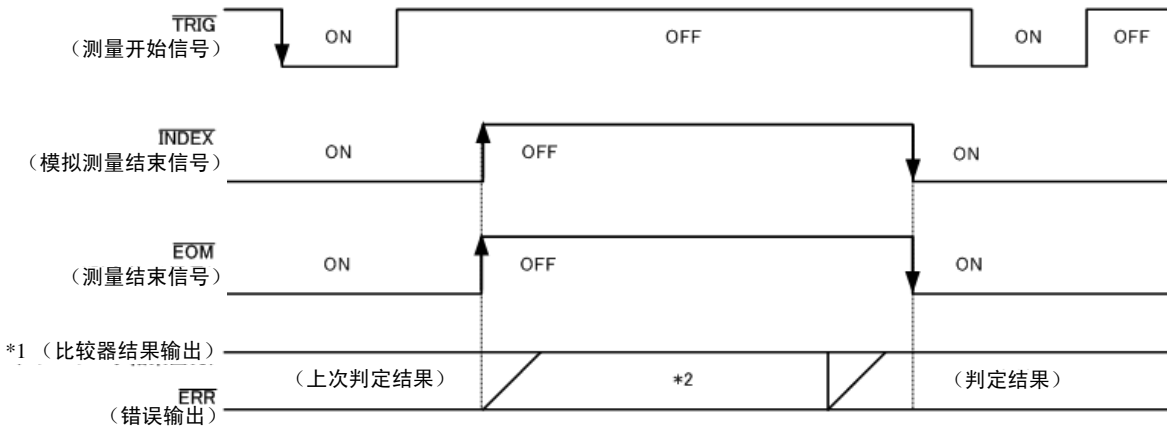 TRIG
（测量开始信号）
ON OFF ON OFF
INDEX
（模拟测量结束信号）
ON OFF ON
EOM
（测量结束信号）
ON OFF ON
*1 （比较器结果输出）
（上次判定结果） *2 （判定结果）
ERR
（错误输出）